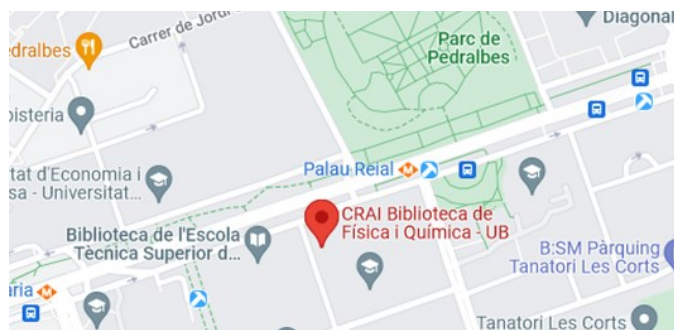 Carrer de Jordi
Diagonal
edralbes
Parc de
Pedralbes
pisteria
tat d'Economia i
sa - Universitat...
Palau Reial
CRAI Biblioteca de
Física i Química - UB
Biblioteca de l'Escola
Tècnica Superior d...
B:SM Pàrquing
Tanatori Les Corts
aria
Tanatori Les Corts